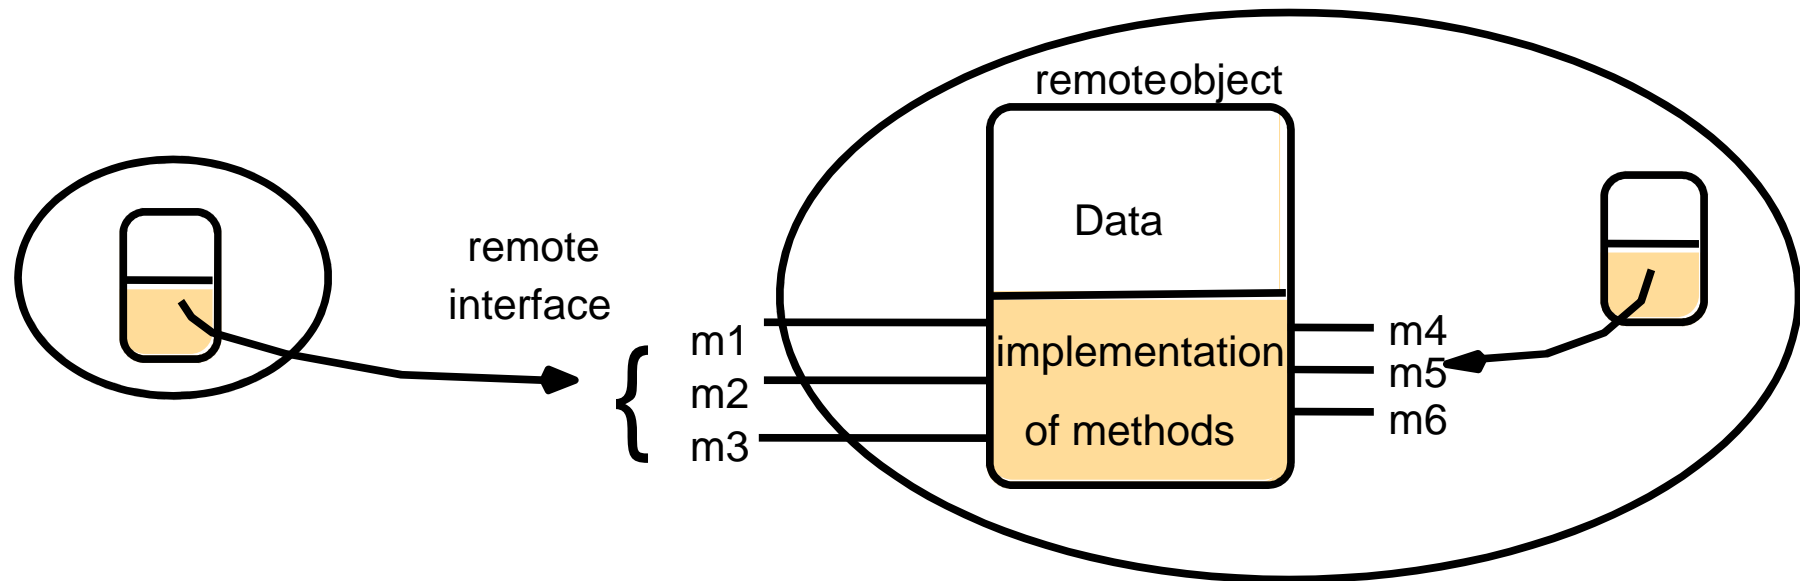 remoteobject
Data
remote
interface
{
m1
m2
m3
implementation
of methods
m4
m5
m6